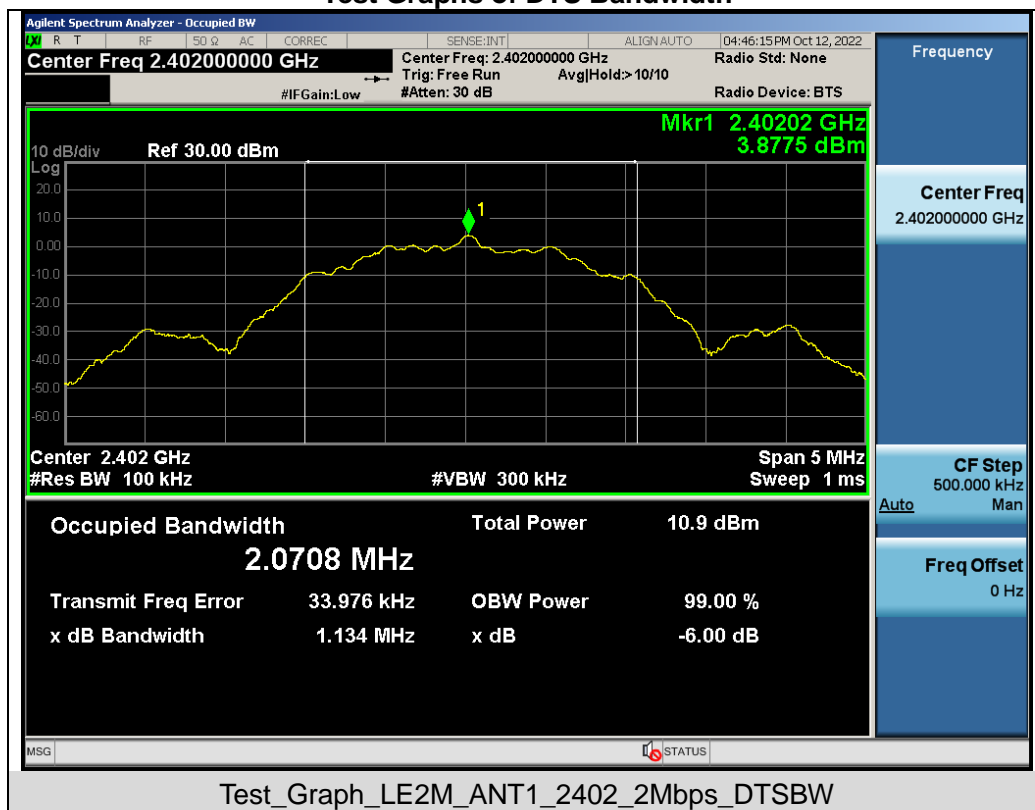 Test Graphs of DTS Bandwidth
Agilent Spectrum Analyzer - Occupied BW
LXI R T RF 50 Ω AC CORREC SENSE:INT ALIGN AUTO 04:46:15 PM Oct 12, 2022
Center Freq 2.402000000 GHz
Center Freq: 2.402000000 GHz
Radio Std: None
Trig: Free Run Avg|Hold:> 10/10
#IFGain:Low #Atten: 30 dB Radio Device: BTS
Mkr1 2.40202 GHz
3.8775 dBm
10 dB/div Ref 30.00 dBm
Log
20.0
10.0
0.00
-10.0
-20.0
-30.0
-40.0
-50.0
-60.0
1
Center 2.402 GHz Span 5 MHz
#Res BW 100 kHz #VBW 300 kHz Sweep 1 ms
Occupied Bandwidth Total Power 10.9 dBm
2.0708 MHz
Transmit Freq Error 33.976 kHz OBW Power 99.00 %
x dB Bandwidth 1.134 MHz x dB -6.00 dB
Frequency
Center Freq
2.402000000 GHz
CF Step
500.000 kHz
Auto Man
Freq Offset
0 Hz
MSG STATUS
Test_Graph_LE2M_ANT1_2402_2Mbps_DTSBW